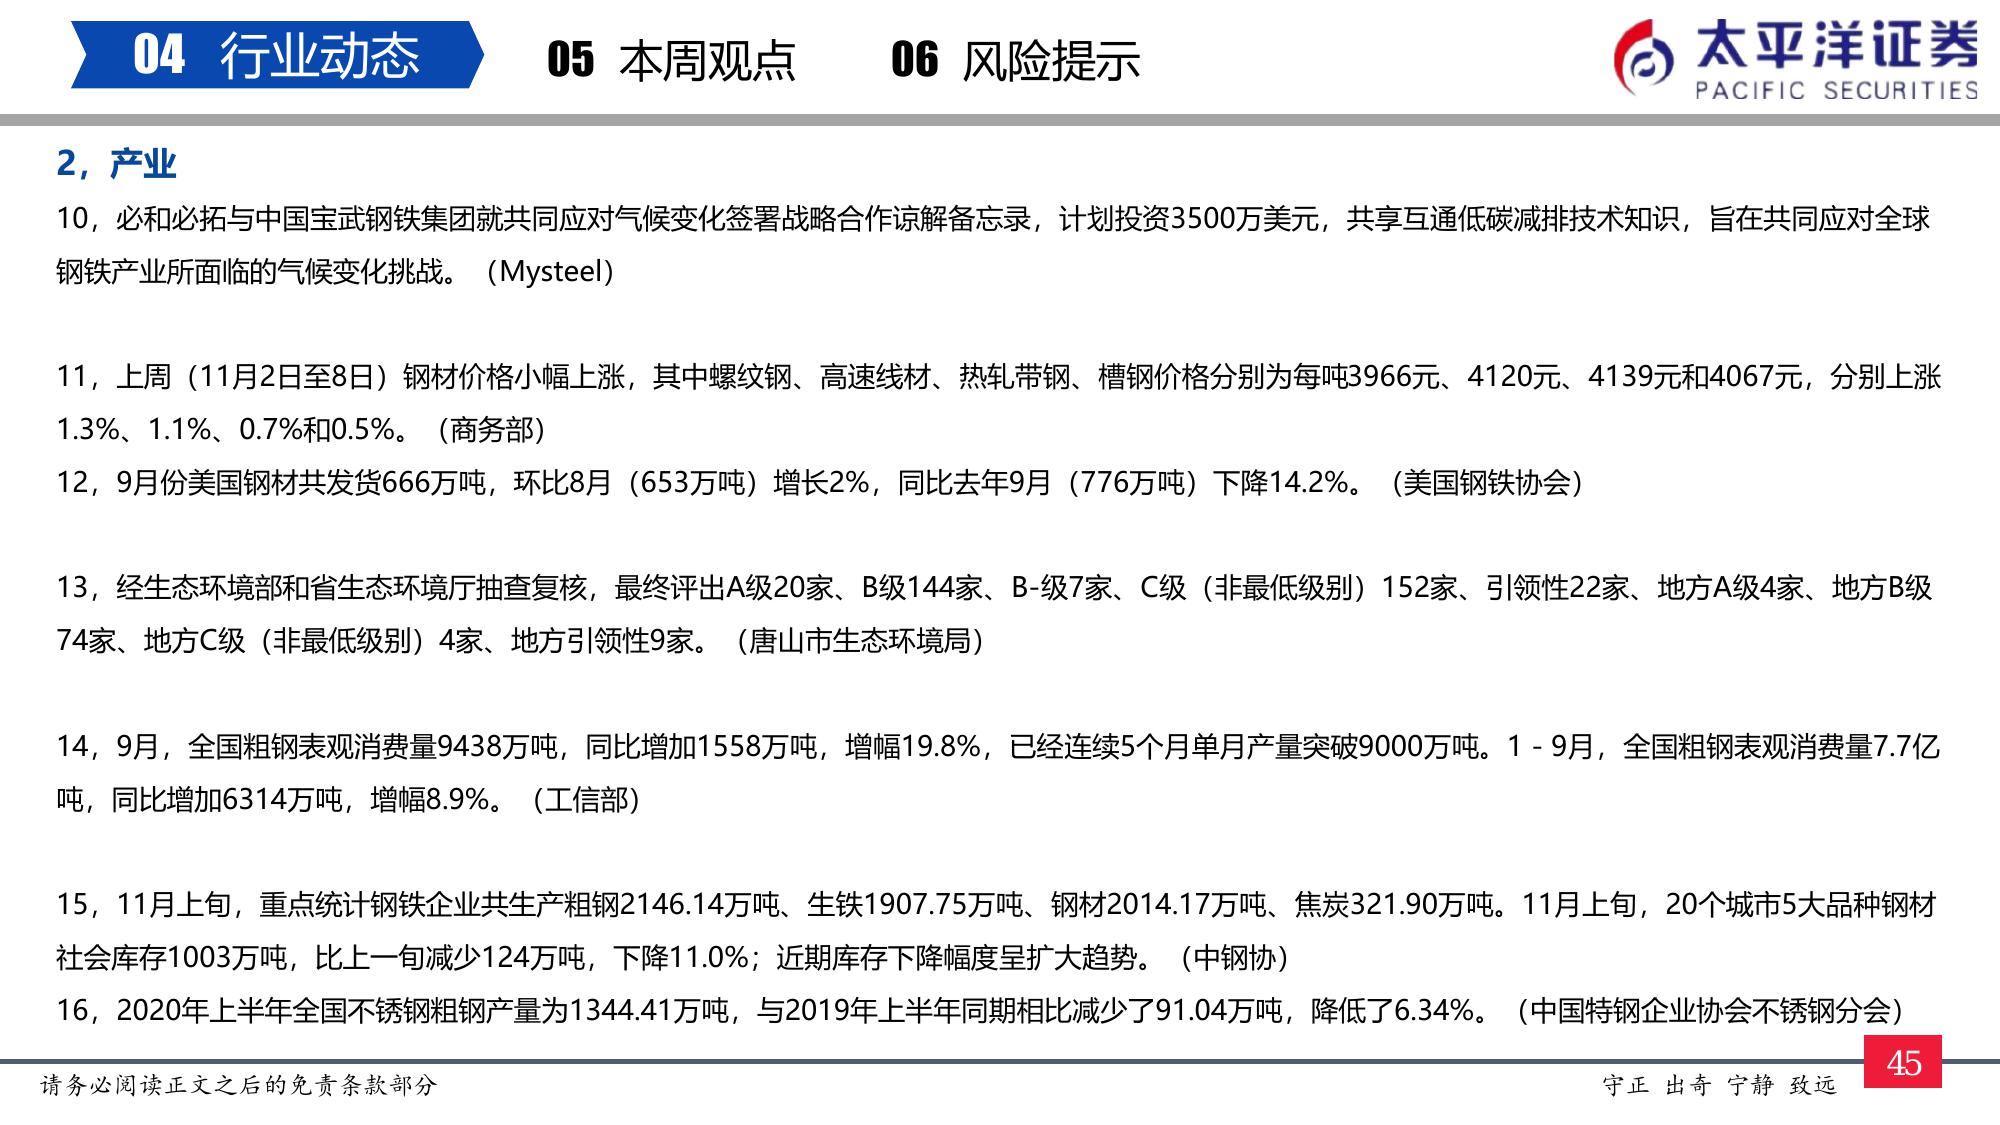 04 行业动态 05 本周观点 06 风险提示
太平洋证券
PACIFIC SECURITIES
2，产业
10，必和必拓与中国宝武钢铁集团就共同应对气候变化签署战略合作谅解备忘录，计划投资3500万美元，共享互通低碳减排技术知识，旨在共同应对全球
钢铁产业所面临的气候变化挑战。（Mysteel）
11，上周（11月2日至8日）钢材价格小幅上涨，其中螺纹钢、高速线材、热轧带钢、槽钢价格分别为每吨3966元、4120元、4139元和4067元，分别上涨
1.3%、1.1%、0.7%和0.5%。（商务部）
12，9月份美国钢材共发货666万吨，环比8月（653万吨）增长2%，同比去年9月（776万吨）下降14.2%。（美国钢铁协会）
13，经生态环境部和省生态环境厅抽查复核，最终评出A级20家、B级144家、B-级7家、C级（非最低级别）152家、引领性22家、地方A级4家、地方B级
74家、地方C级（非最低级别）4家、地方引领性9家。（唐山市生态环境局）
14，9月，全国粗钢表观消费量9438万吨，同比增加1558万吨，增幅19.8%，已经连续5个月单月产量突破9000万吨。1 - 9月，全国粗钢表观消费量7.7亿
吨，同比增加6314万吨，增幅8.9%。（工信部）
15，11月上旬，重点统计钢铁企业共生产粗钢2146.14万吨、生铁1907.75万吨、钢材2014.17万吨、焦炭321.90万吨。11月上旬，20个城市5大品种钢材
社会库存1003万吨，比上一旬减少124万吨，下降11.0%；近期库存下降幅度呈扩大趋势。（中钢协）
16，2020年上半年全国不锈钢粗钢产量为1344.41万吨，与2019年上半年同期相比减少了91.04万吨，降低了6.34%。（中国特钢企业协会不锈钢分会）
请务必阅读正文之后的免责条款部分
守正 出奇 宁静 致远
45